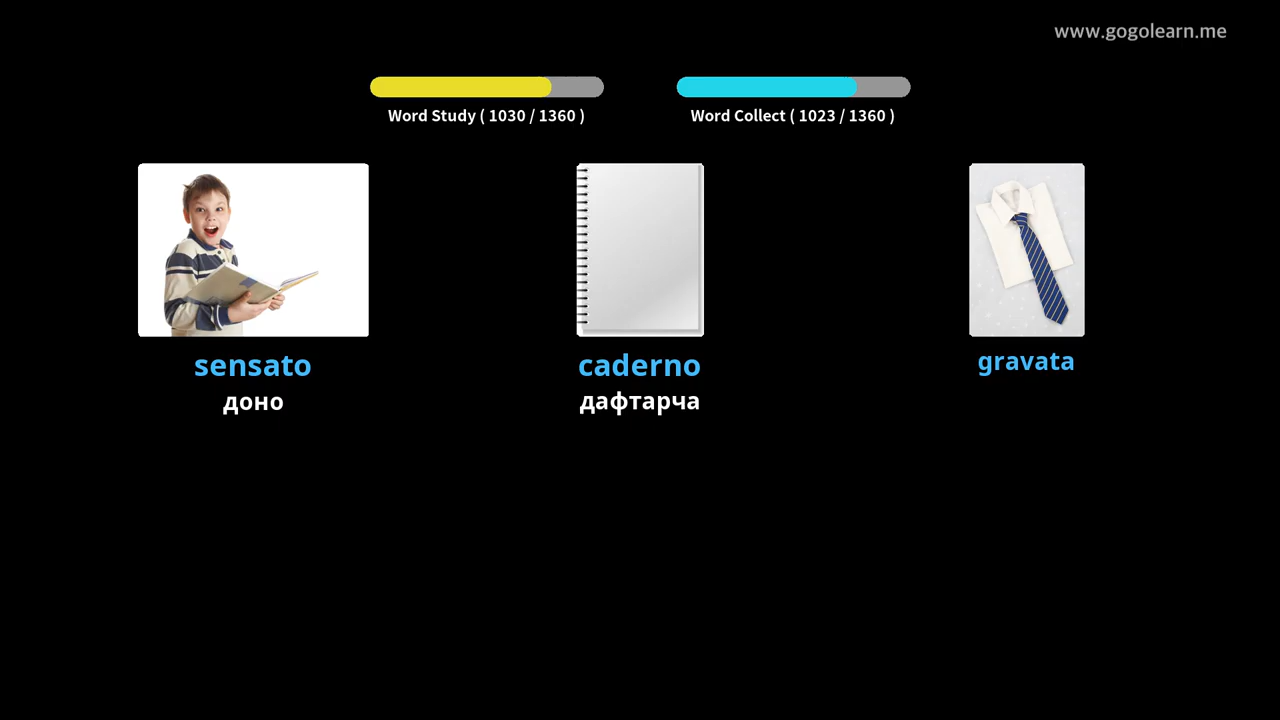 www.gogolearn.me
Word Study ( 1030 / 1360 )
Word Collect ( 1023 / 1360 )
sensato
доно
caderno
дафтарча
gravata